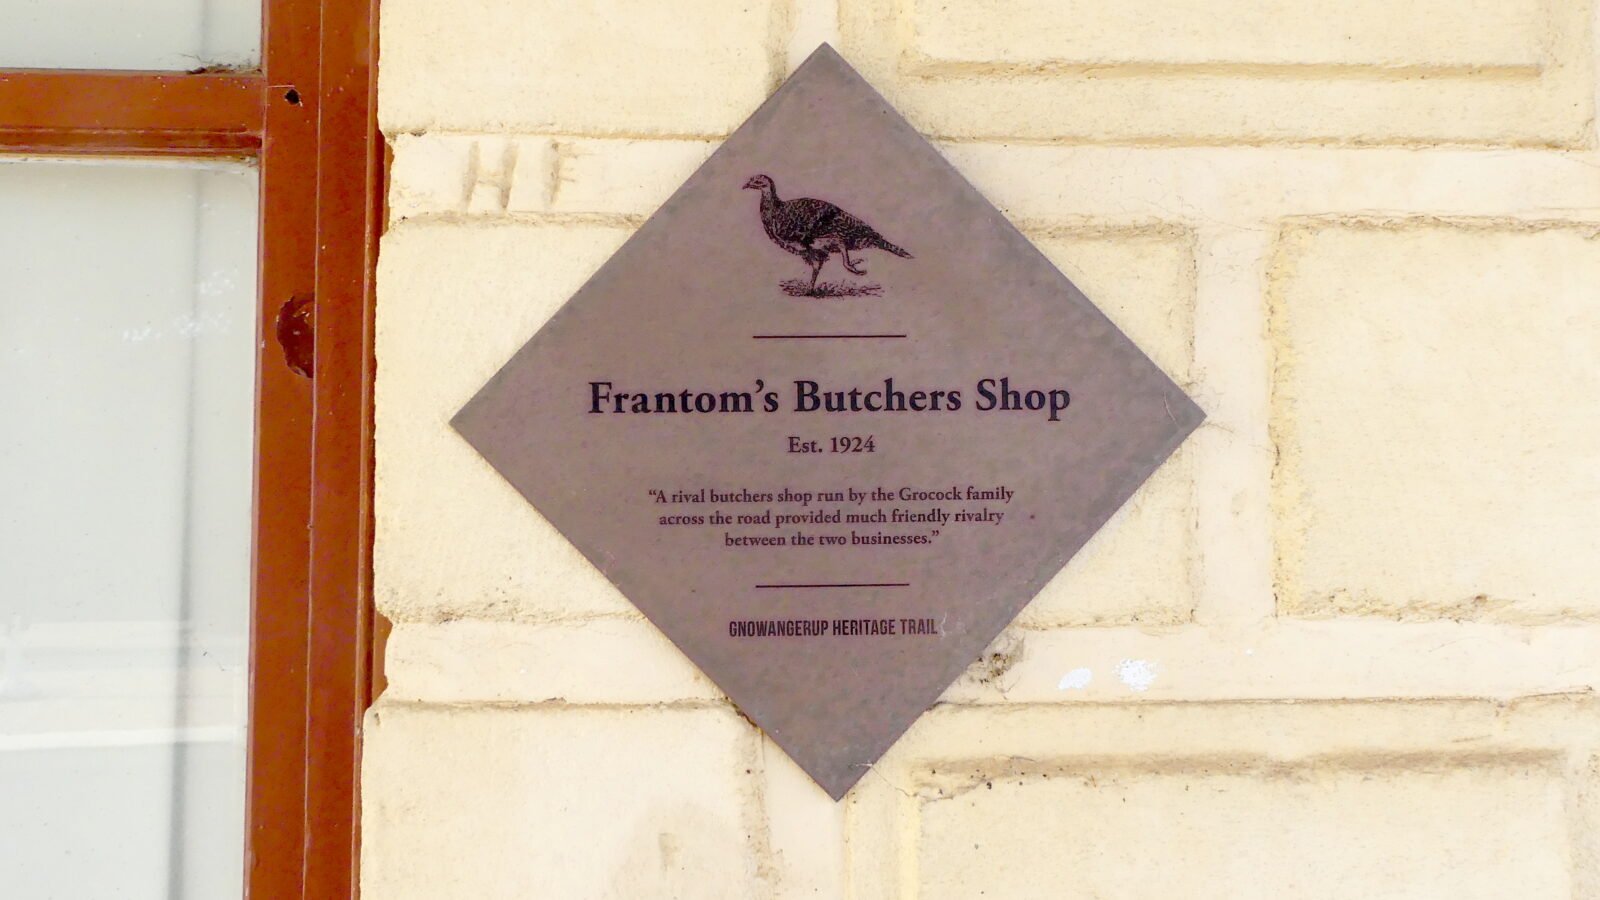 H F
Frantom's Butchers Shop
Est. 1924
“A rival butchers shop run by the Grocock family
across the road provided much friendly rivalry
between the two businesses.”
GNOWANGERUP HERITAGE TRAIL